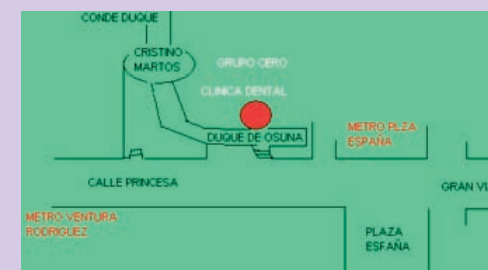 CONDE DUQUE
CRISTINO
MARTOS
GRUPO CERO
CLINICA DENTAL
DUQUE DE OSUNA
METRO PLZA
ESPAÑA
CALLE PRINCESA
GRAN VI
METRO VENTURA
RODRIGUEZ
PLAZA
ESPAÑA